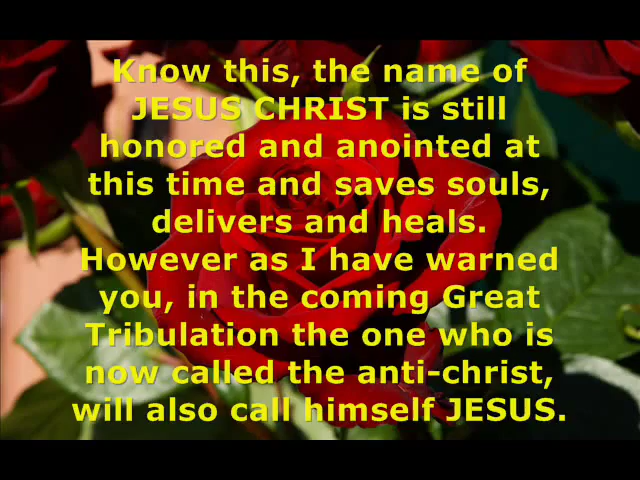 Know this, the name of
JESUS CHRIST is still
honored and anointed at
this time and saves souls,
delivers and heals.
However as I have warned
you, in the coming Great
Tribulation the one who is
now called the anti-christ,
will also call himself JESUS.